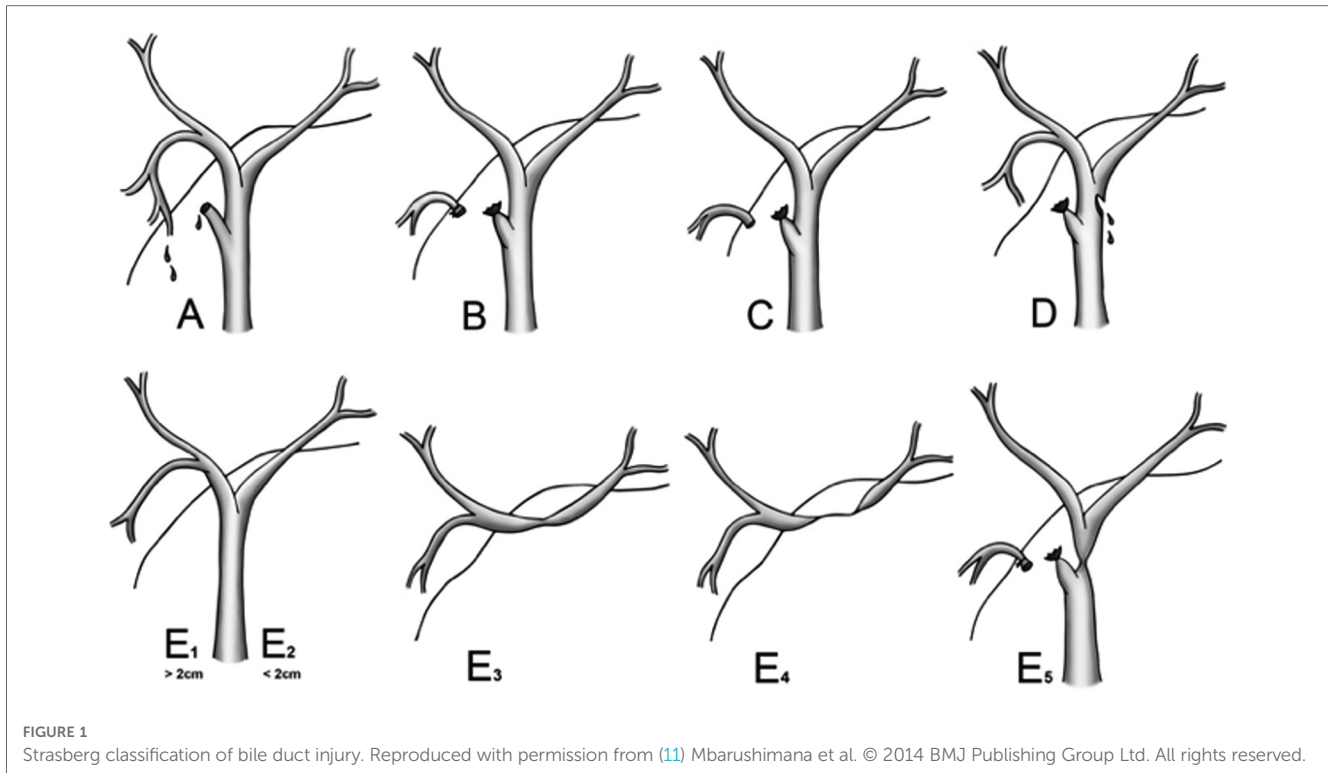 A
B
C
D
E1
> 2cm
E2
< 2cm
E3
E4
E5
FIGURE 1
Strasberg classification of bile duct injury. Reproduced with permission from (11) Mbarushimana et al. © 2014 BMJ Publishing Group Ltd. All rights reserved.